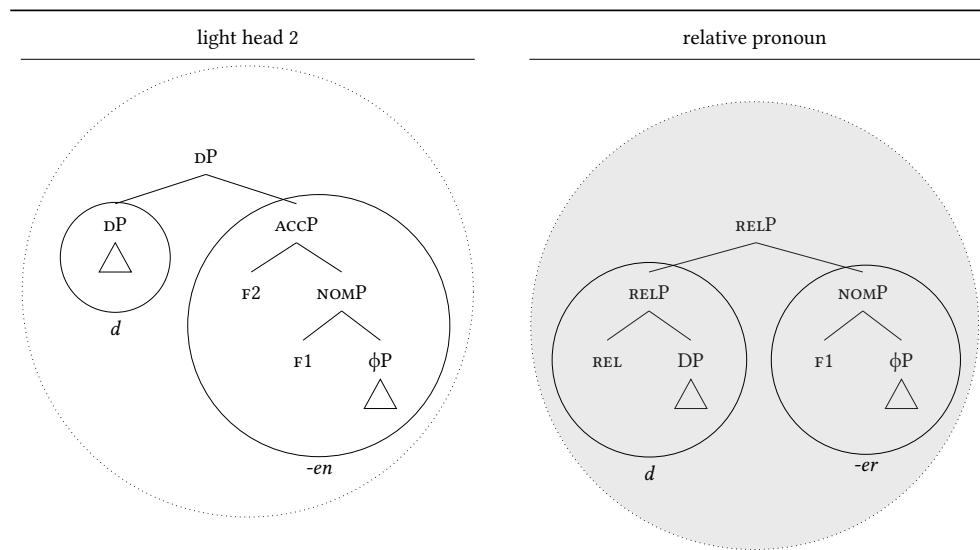 light head 2 relative pronoun
DP
DP ACCP RELP
F2 NOMP RELP NOMP
d
F1 ϕP REL DP F1 ϕP
-en d -er